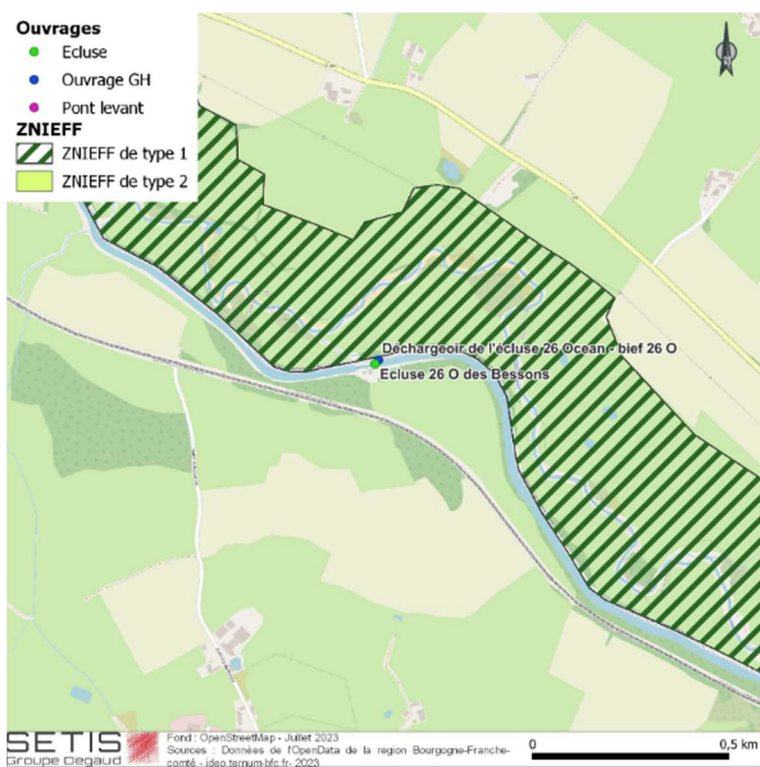 Ouvrages
Ecluse
Ouvrage GH
Pont levant
ZNIEFF
ZNIEFF de type 1
ZNIEFF de type 2
Déchargeoir de l'écluse 26 Ocean - bief 26 O
Ecluse 26 O des Bessons
SETIS
Groupe Degaud
Fond : OpenStreetMap - Juillet 2023
Sources : Données de l'OpenData de la région Bourgogne-Franche-
comté - ideo.ternum-bfc.fr- 2023
0
0,5 km